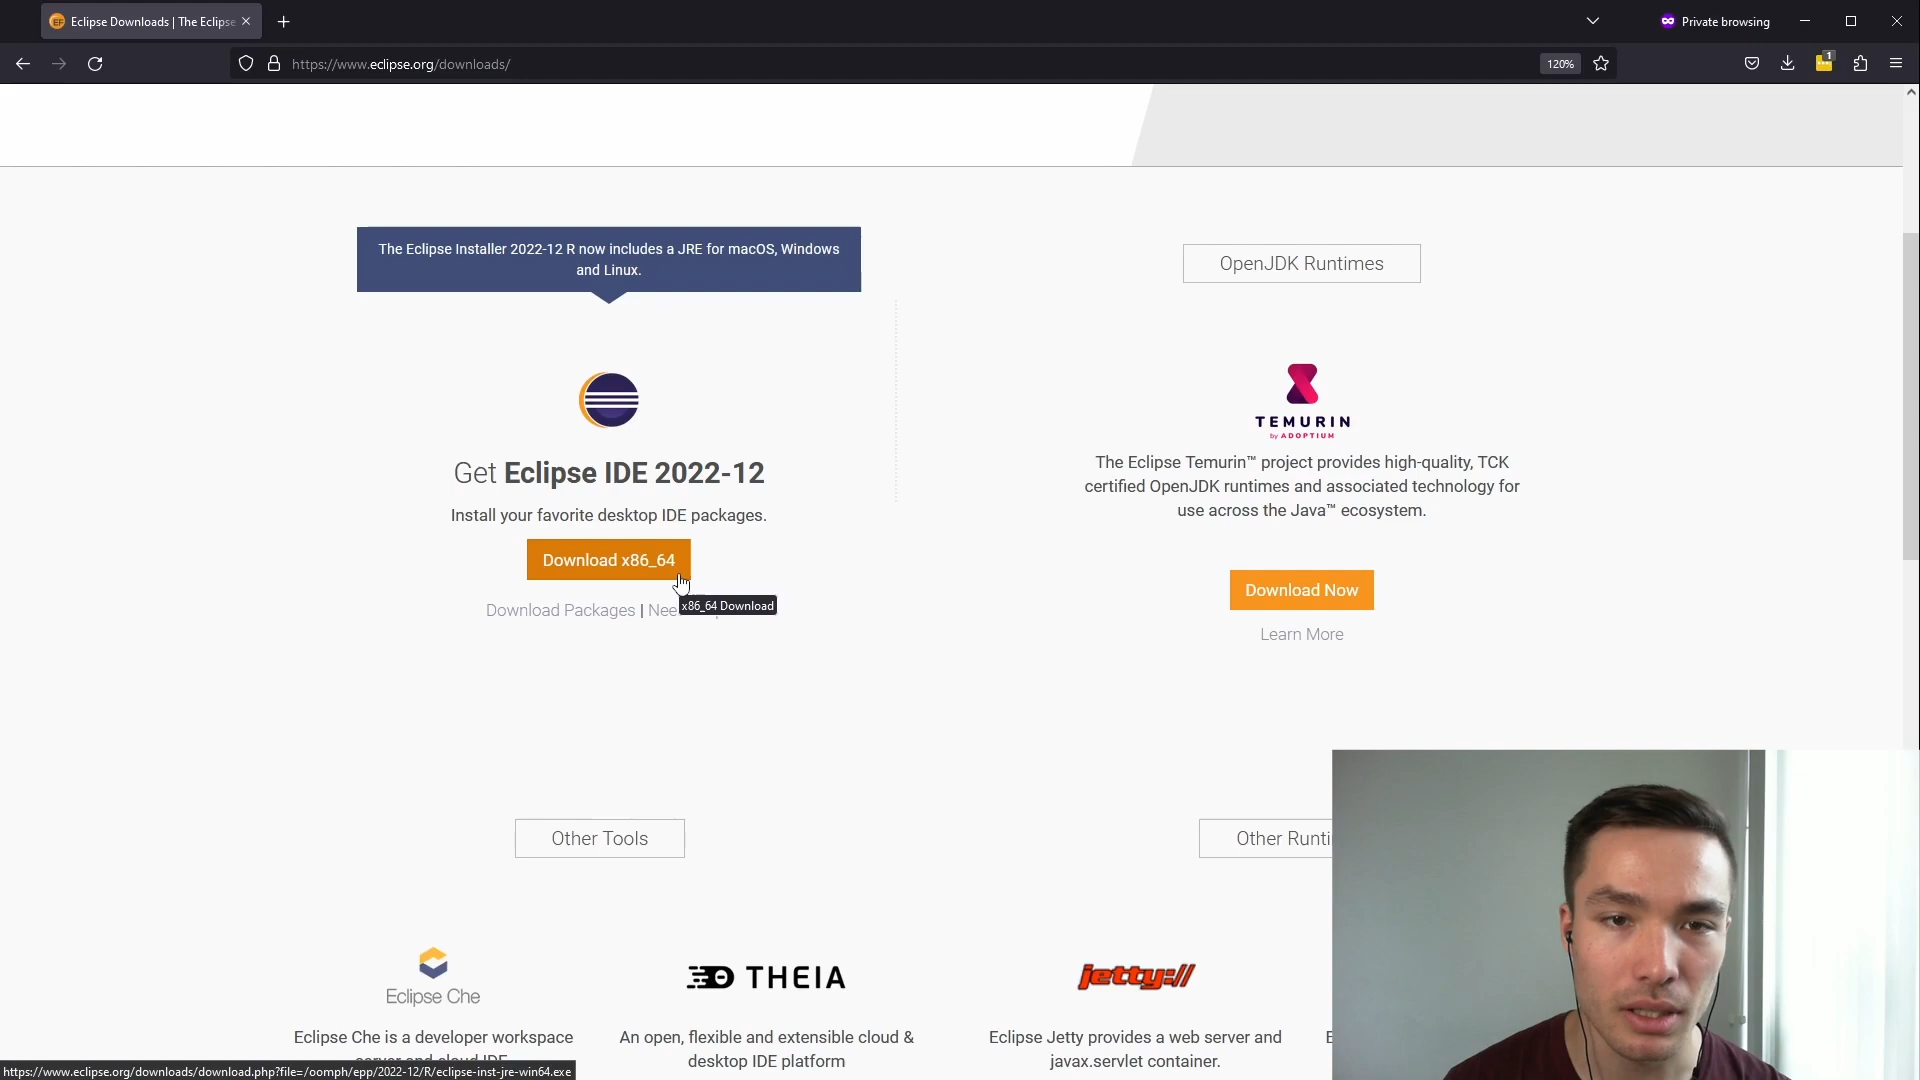 Eclipse Downloads | The Eclipse
Private browsing
https://www.eclipse.org/downloads/
120%
1
The Eclipse Installer 2022-12 R now includes a JRE for macOS, Windows
and Linux.
OpenJDK Runtimes
TEMURIN
by ADOPTIUM
Get Eclipse IDE 2022-12
The Eclipse Temurin™ project provides high-quality, TCK
certified OpenJDK runtimes and associated technology for
use across the Java™ ecosystem.
Install your favorite desktop IDE packages.
Download x86_64
Download Now
Download Packages | Nee
x86_64 Download
Learn More
Other Tools
Other Runti
Eclipse Che
THEIA
jetty://
Eclipse Che is a developer workspace
server and cloud IDE
An open, flexible and extensible cloud &
desktop IDE platform
Eclipse Jetty provides a web server and
javax.servlet container.
E
https://www.eclipse.org/downloads/download.php?file=/oomph/epp/2022-12/R/eclipse-inst-jre-win64.exe